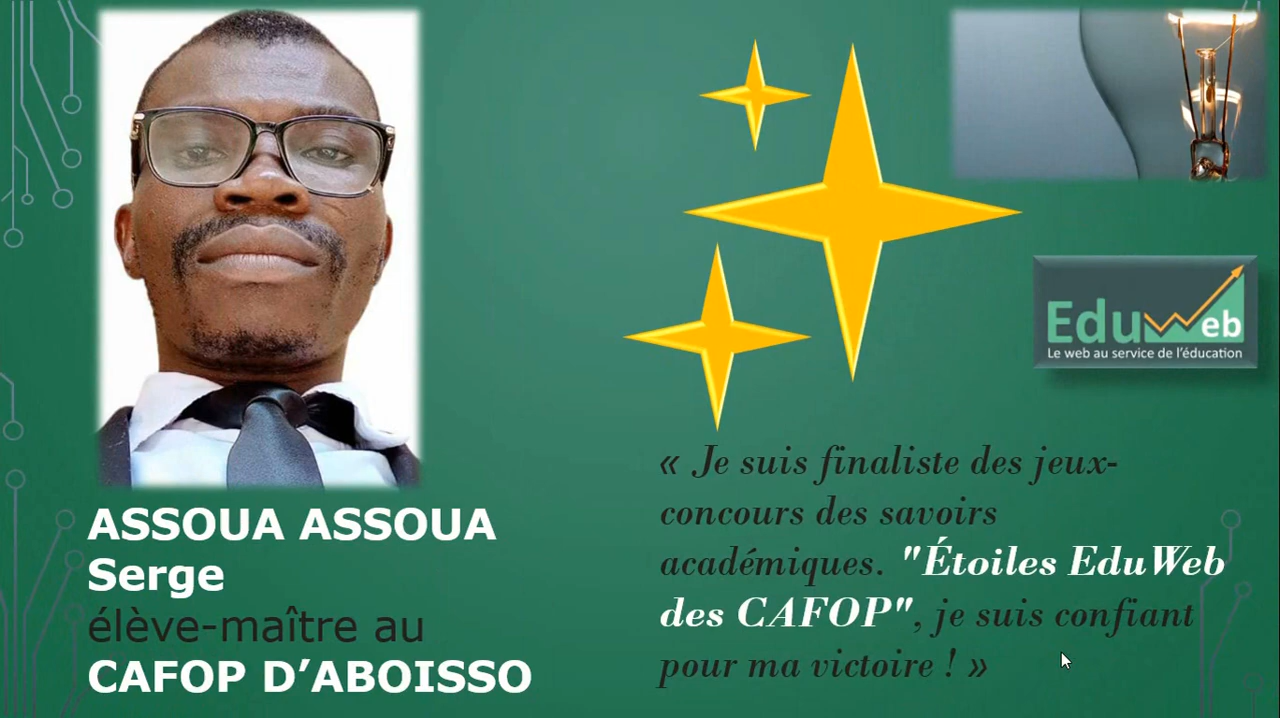 EduWeb
Le web au service de l'éducation
ASSOUA ASSOUA
Serge
élève-maître au
CAFOP D’ABOISSO
« Je suis finaliste des jeux-
concours des savoirs
académiques. "Étoiles EduWeb
des CAFOP", je suis confiant
pour ma victoire ! »